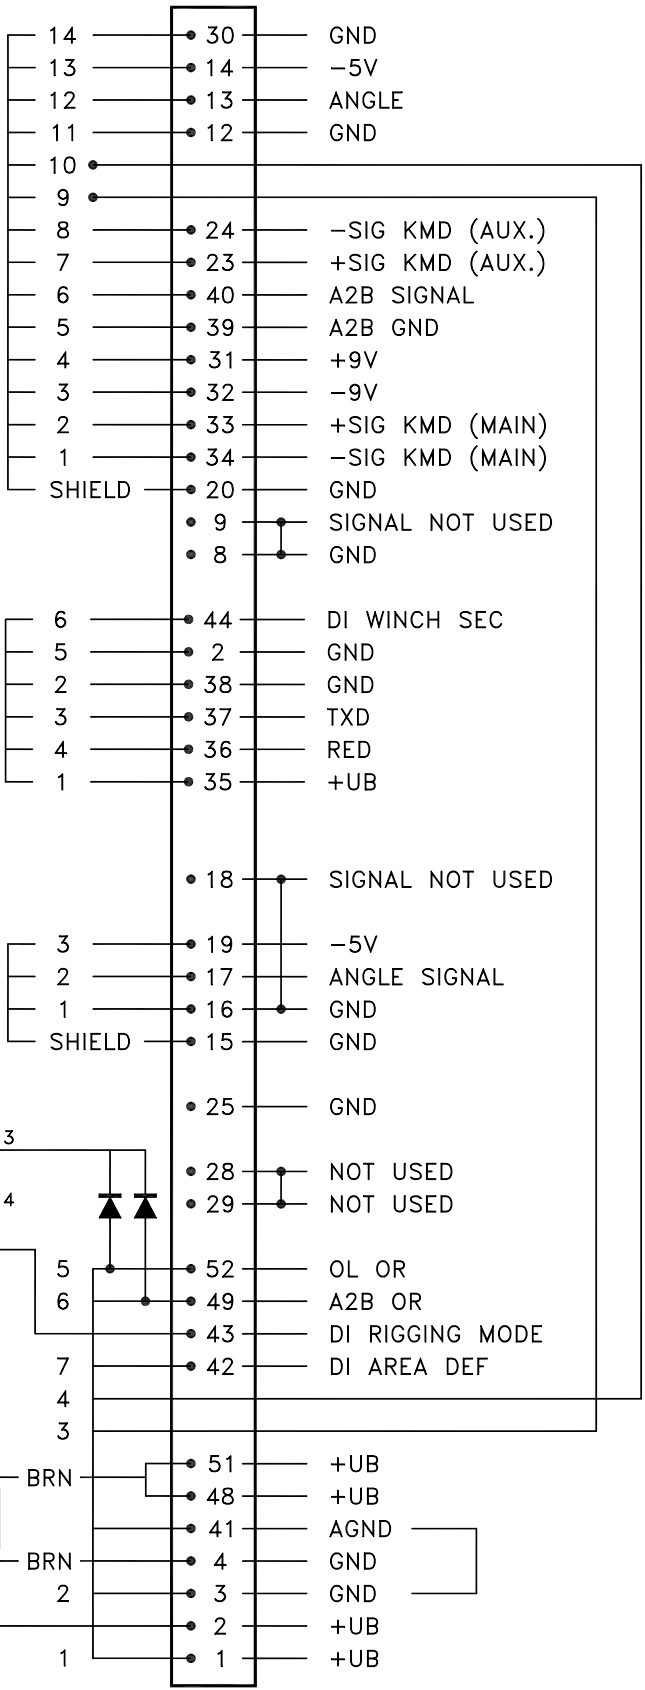 14 30 GND
13 14 -5V
12 13 ANGLE
11 12 GND
10
9
8 24 -SIG KMD (AUX.)
7 23 +SIG KMD (AUX.)
6 40 A2B SIGNAL
5 39 A2B GND
4 31 +9V
3 32 -9V
2 33 +SIG KMD (MAIN)
1 34 -SIG KMD (MAIN)
SHIELD 20 GND
9 SIGNAL NOT USED
8 GND
6 44 DI WINCH SEC
5 2 GND
2 38 GND
3 37 TXD
4 36 RED
1 35 +UB
18 SIGNAL NOT USED
3 19 -5V
2 17 ANGLE SIGNAL
1 16 GND
SHIELD 15 GND
25 GND
3
28 NOT USED
4 29 NOT USED
5 52 OL OR
6 49 A2B OR
43 DI RIGGING MODE
7 42 DI AREA DEF
4
3
51 +UB
BRN
48 +UB
41 AGND
BRN 4 GND
2 3 GND
2 +UB
1 1 +UB